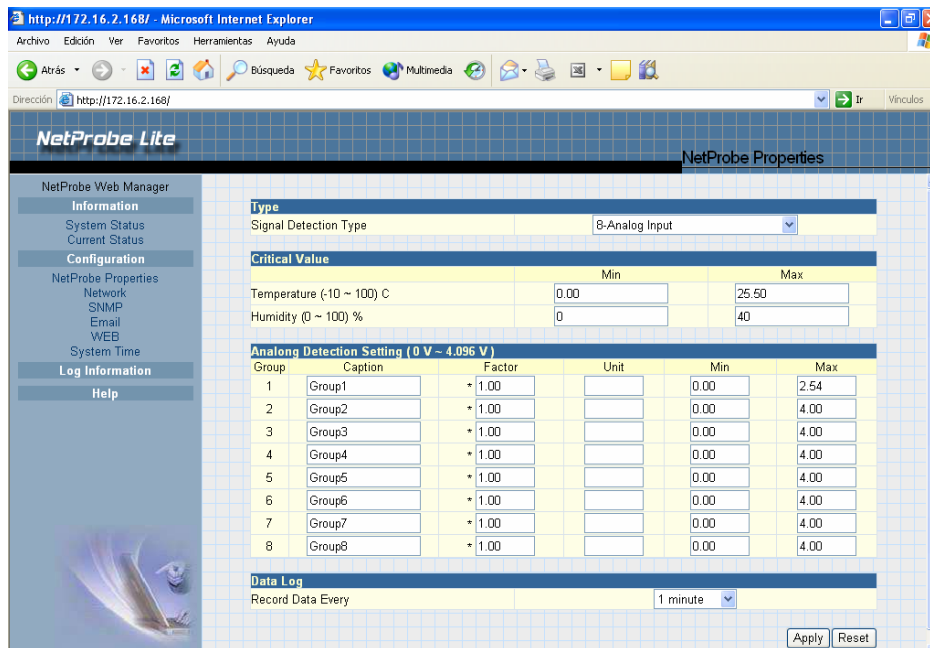 http://172.16.2.168/ - Microsoft Internet Explorer
Archivo Edición Ver Favoritos Herramientas Ayuda
Atrás Búsqueda Favoritos Multimedia
Dirección http://172.16.2.168/ Ir Vínculos
NetProbe Lite
NetProbe Properties
NetProbe Web Manager
Information
System Status
Current Status
Configuration
NetProbe Properties
Network
SNMP
Email
WEB
System Time
Log Information
Help
Type
Signal Detection Type 8-Analog Input
Critical Value
Min Max
Temperature (-10 ~ 100) C 0.00 25.50
Humidity (0 ~ 100) % 0 40
Analong Detection Setting ( 0 V ~ 4.096 V )
Group Caption Factor Unit Min Max
1 Group1 * 1.00 0.00 2.54
2 Group2 * 1.00 0.00 4.00
3 Group3 * 1.00 0.00 4.00
4 Group4 * 1.00 0.00 4.00
5 Group5 * 1.00 0.00 4.00
6 Group6 * 1.00 0.00 4.00
7 Group7 * 1.00 0.00 4.00
8 Group8 * 1.00 0.00 4.00
Data Log
Record Data Every 1 minute
Apply Reset